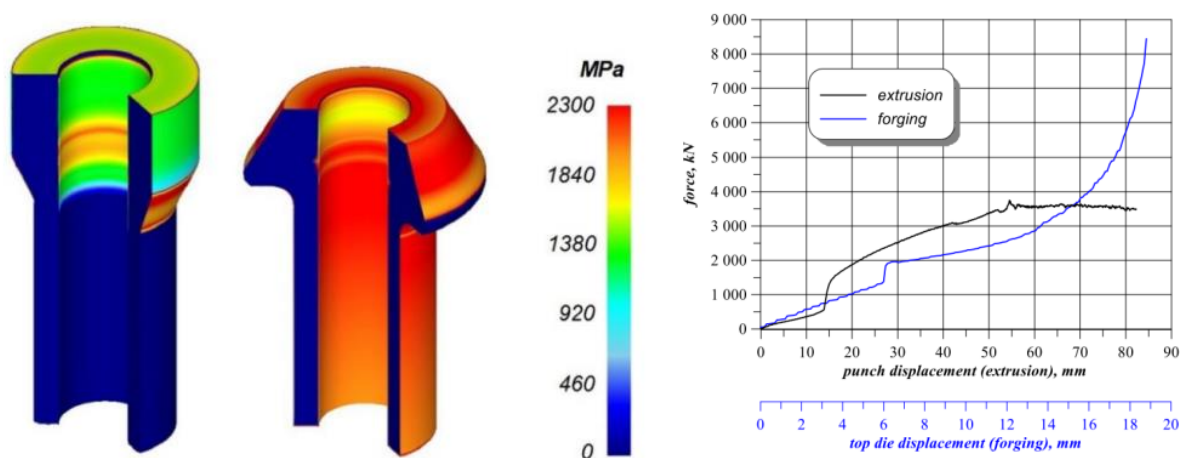 MPa
2300
1840
1380
920
460
0
9 000
8 000
7 000
6 000
5 000
4 000
3 000
2 000
1 000
0
force, kN
extrusion
forging
0 10 20 30 40 50 60 70 80 90
punch displacement (extrusion), mm
0 2 4 6 8 10 12 14 16 18 20
top die displacement (forging), mm